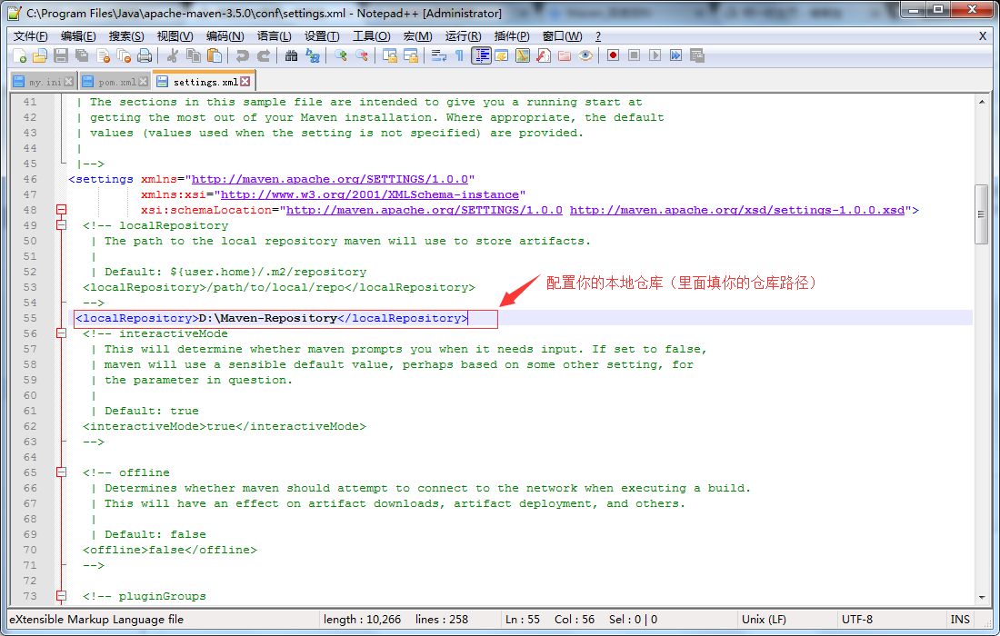 C:\Program Files\Java\apache-maven-3.5.0\conf\settings.xml - Notepad++ [Administrator]
文件(F) 编辑(E) 搜索(S) 视图(V) 编码(N) 语言(L) 设置(T) 工具(O) 宏(M) 运行(R) 插件(P) 窗口(W) ? X
my.ini pom.xml settings.xml
41 | The sections in this sample file are intended to give you a running start at
42 | getting the most out of your Maven installation. Where appropriate, the default
43 | values (values used when the setting is not specified) are provided.
44 |
45 |-->
46 <settings xmlns="http://maven.apache.org/SETTINGS/1.0.0"
47 xmlns:xsi="http://www.w3.org/2001/XMLSchema-instance"
48 xsi:schemaLocation="http://maven.apache.org/SETTINGS/1.0.0 http://maven.apache.org/xsd/settings-1.0.0.xsd">
49 <!-- localRepository
50 | The path to the local repository maven will use to store artifacts.
51 |
52 | Default: ${user.home}/.m2/repository
配置你的本地仓库（里面填你的仓库路径）
53 <localRepository>/path/to/local/repo</localRepository>
54 -->
55 <localRepository>D:\Maven-Repository</localRepository>
56 <!-- interactiveMode
57 | This will determine whether maven prompts you when it needs input. If set to false,
58 | maven will use a sensible default value, perhaps based on some other setting, for
59 | the parameter in question.
60 |
61 | Default: true
62 <interactiveMode>true</interactiveMode>
63 -->
64
65 <!-- offline
66 | Determines whether maven should attempt to connect to the network when executing a build.
67 | This will have an effect on artifact downloads, artifact deployment, and others.
68 |
69 | Default: false
70 <offline>false</offline>
71 -->
72
73 <!-- pluginGroups
eXtensible Markup Language file length : 10,266 lines : 258 Ln : 55 Col : 56 Sel : 0 | 0 Unix (LF) UTF-8 INS